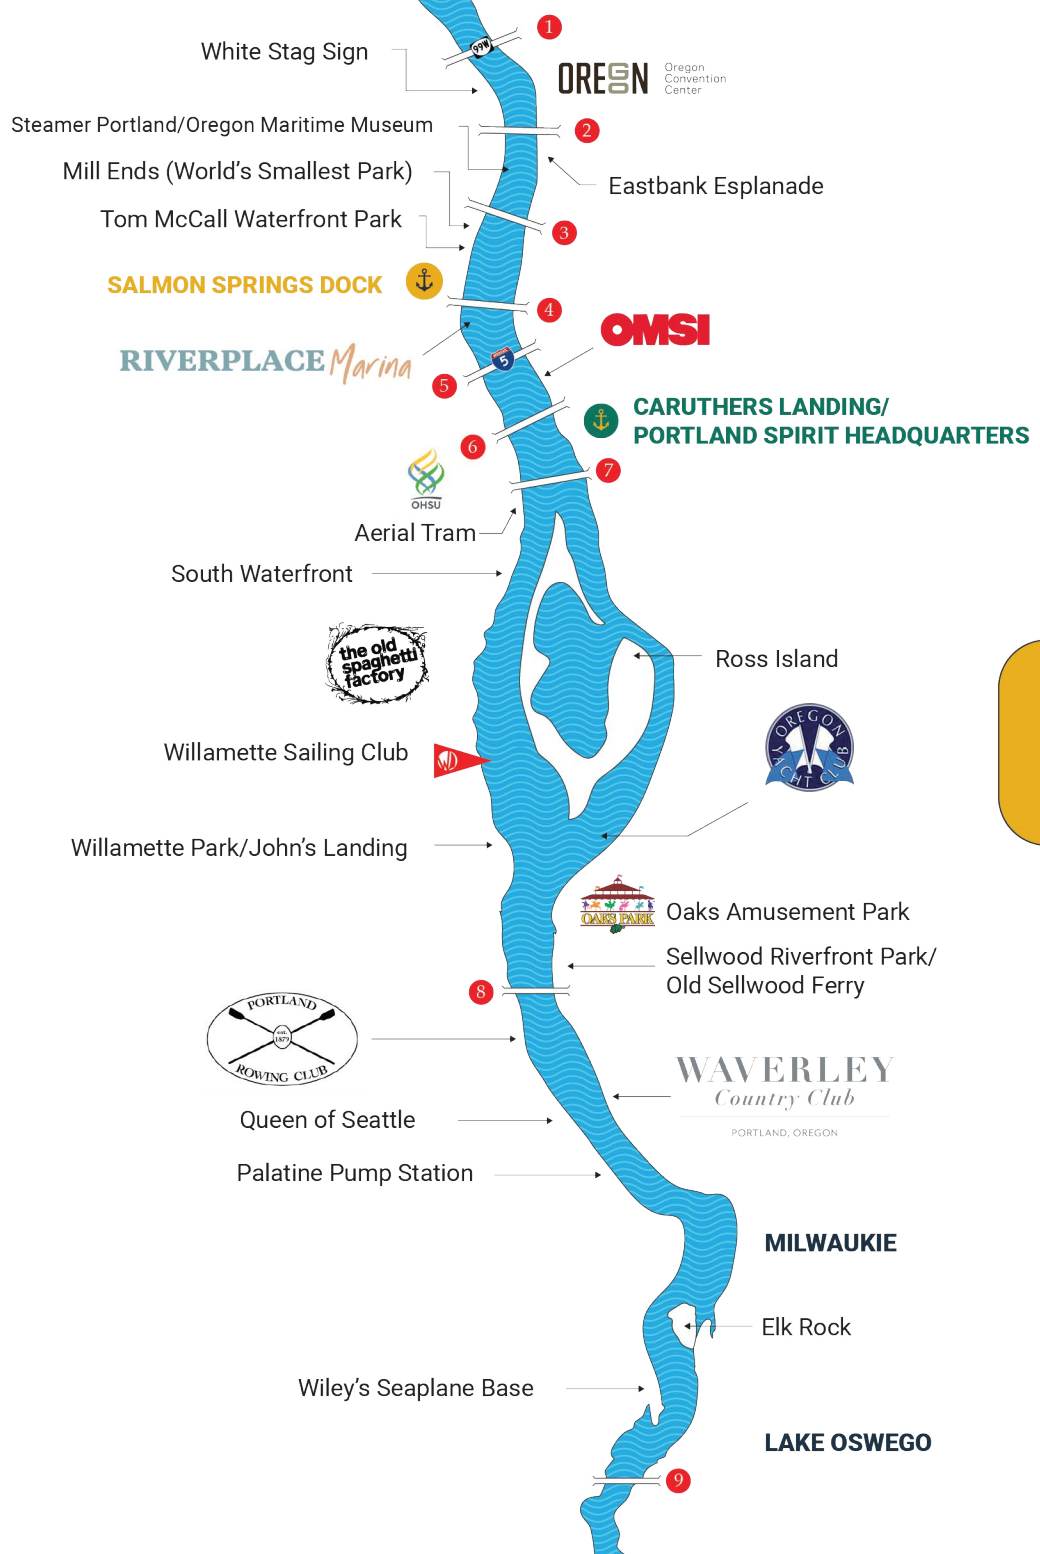 1
99W
White Stag Sign
OREGON
Oregon
Convention
Center
Steamer Portland/Oregon Maritime Museum
2
Mill Ends (World's Smallest Park)
Eastbank Esplanade
Tom McCall Waterfront Park
3
SALMON SPRINGS DOCK
4
OMSI
RIVERPLACE Marina
5
5
CARUTHERS LANDING/
PORTLAND SPIRIT HEADQUARTERS
6
7
OHSU
Aerial Tram
South Waterfront
the old
spaghetti
factory
Ross Island
OREGON
YACHT CLUB
Willamette Sailing Club
Willamette Park/John's Landing
OAKS PARK
Oaks Amusement Park
Sellwood Riverfront Park/
Old Sellwood Ferry
8
PORTLAND
est.
1879
ROWING CLUB
WAVERLEY
Country Club
PORTLAND, OREGON
Queen of Seattle
Palatine Pump Station
MILWAUKIE
Elk Rock
Wiley's Seaplane Base
LAKE OSWEGO
9